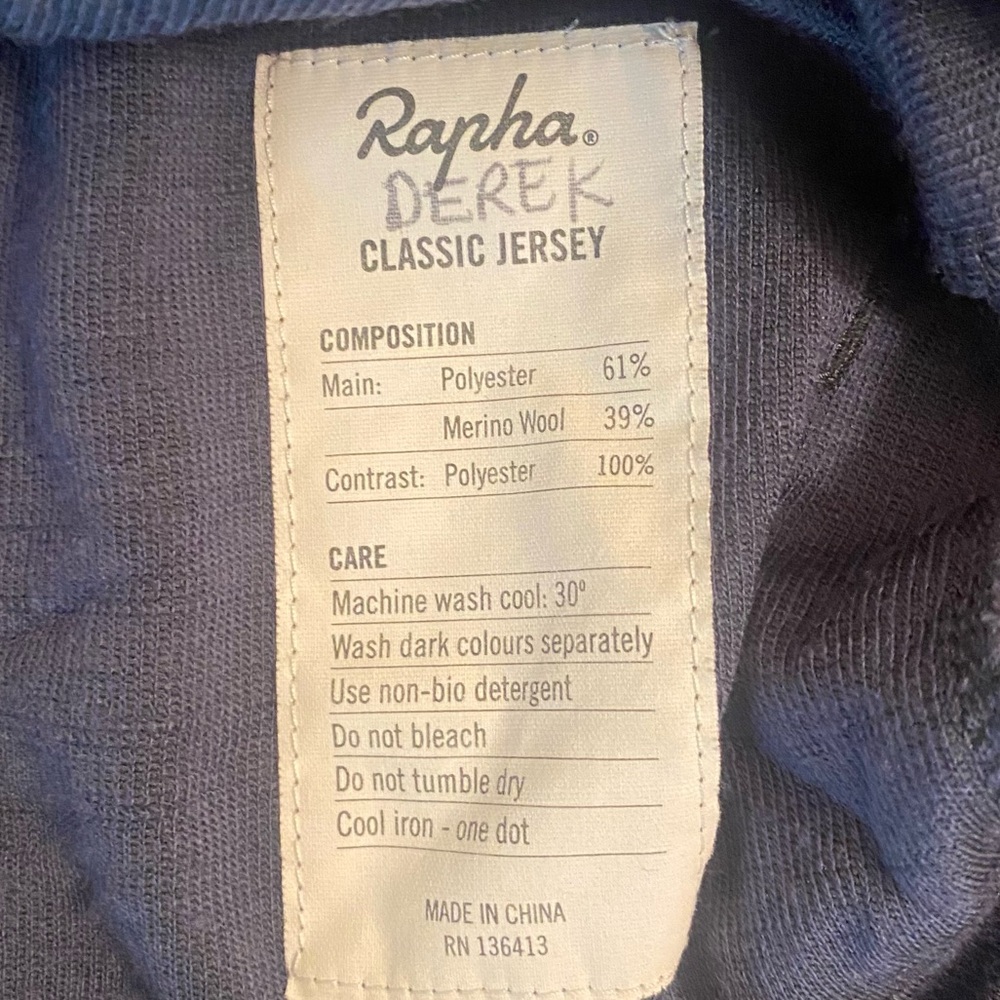 Rapha®
DEREK
CLASSIC JERSEY
COMPOSITION
Main: Polyester 61%
Merino Wool 39%
Contrast: Polyester 100%
CARE
Machine wash cool: 30º
Wash dark colours separately
Use non-bio detergent
Do not bleach
Do not tumble dry
Cool iron - one dot
MADE IN CHINA
RN 136413